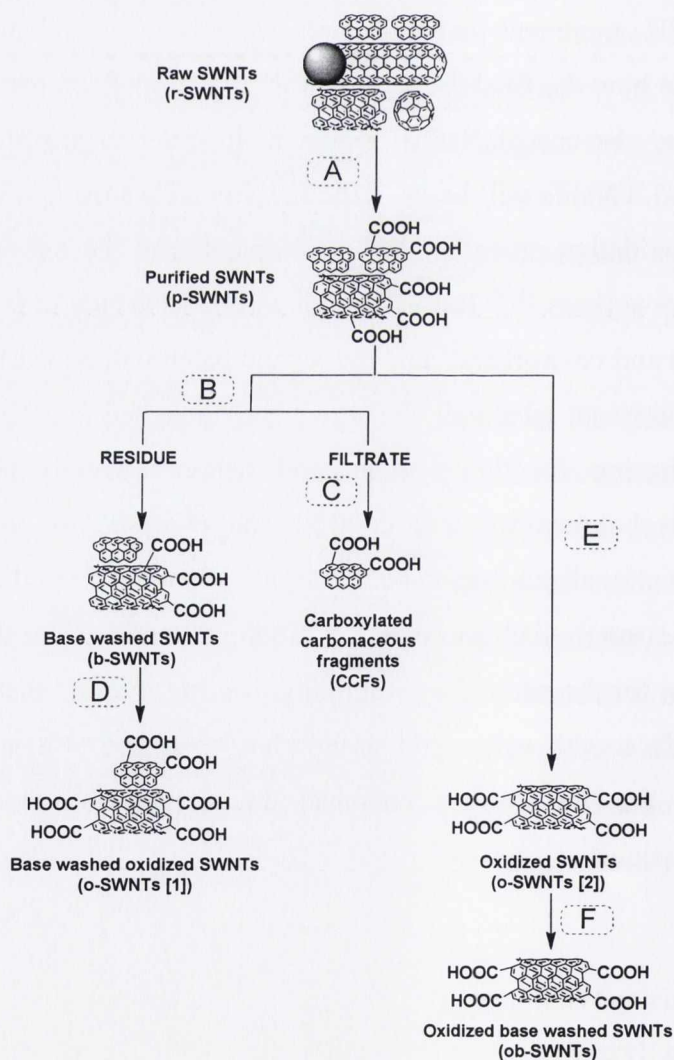 Raw SWNTs
(r-SWNTs)
A
COOH
COOH
Purified SWNTs
(p-SWNTs)
COOH
COOH
COOH
B
RESIDUE
FILTRATE
C
E
COOH
COOH
COOH
COOH
COOH
Base washed SWNTs
(b-SWNTs)
Carboxylated
carbonaceous
fragments
(CCFs)
D
COOH
COOH
HOOC
COOH
HOOC
COOH
Base washed oxidized SWNTs
(o-SWNTs [1])
HOOC
COOH
HOOC
COOH
Oxidized SWNTs
(o-SWNTs [2])
F
HOOC
COOH
HOOC
COOH
Oxidized base washed SWNTs
(ob-SWNTs)